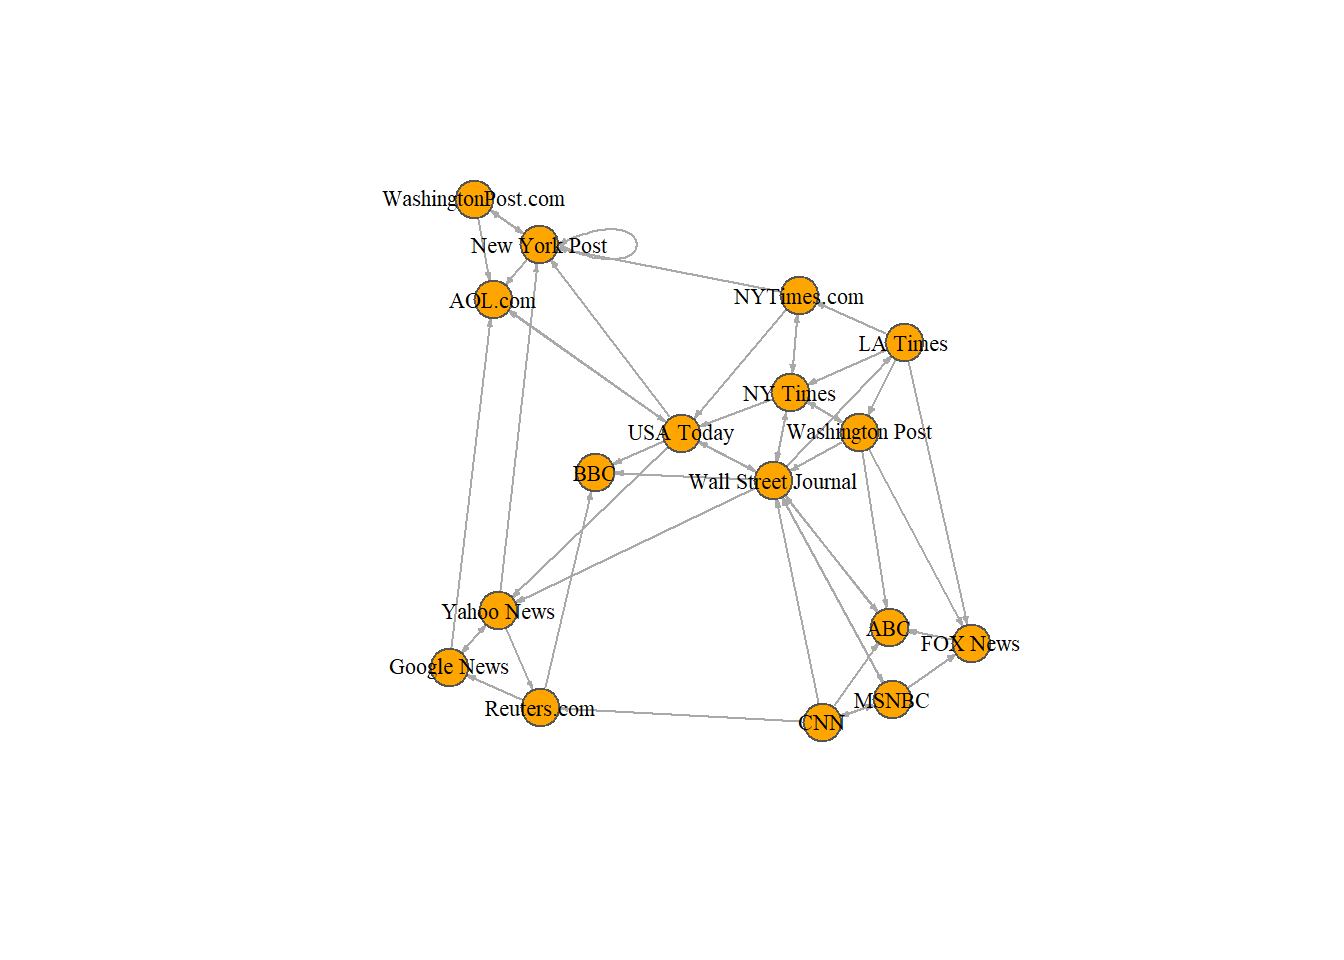 WashingtonPost.com
New York Post
AOL.com
NYTimes.com
LA Times
NY Times
Washington Post
USA Today
BBC
Wall Street Journal
Yahoo News
ABC
FOX News
Google News
MSNBC
Reuters.com
CNN